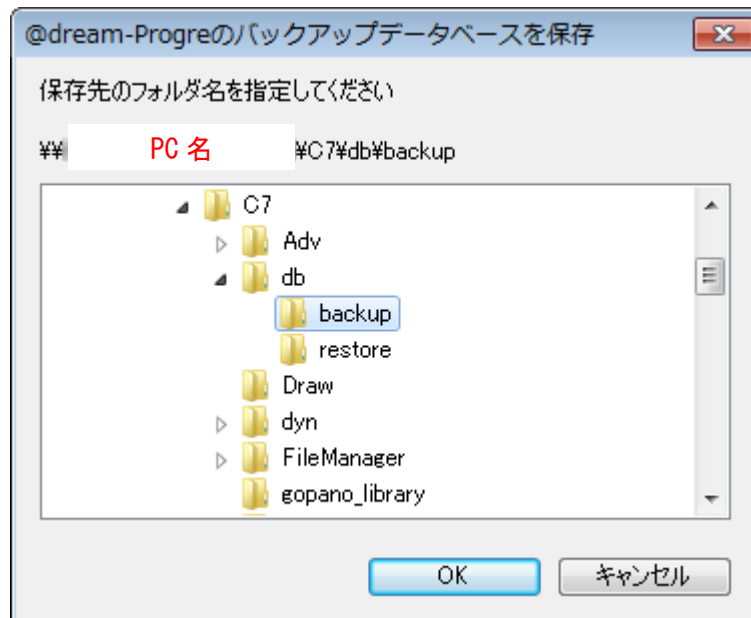 @dream-Progreのバックアップデータベースを保存
保存先のフォルダ名を指定してください
¥¥ PC 名 ¥C7¥db¥backup
C7
Adv
db
backup
restore
Draw
dyn
FileManager
gopano_library
OK キャンセル